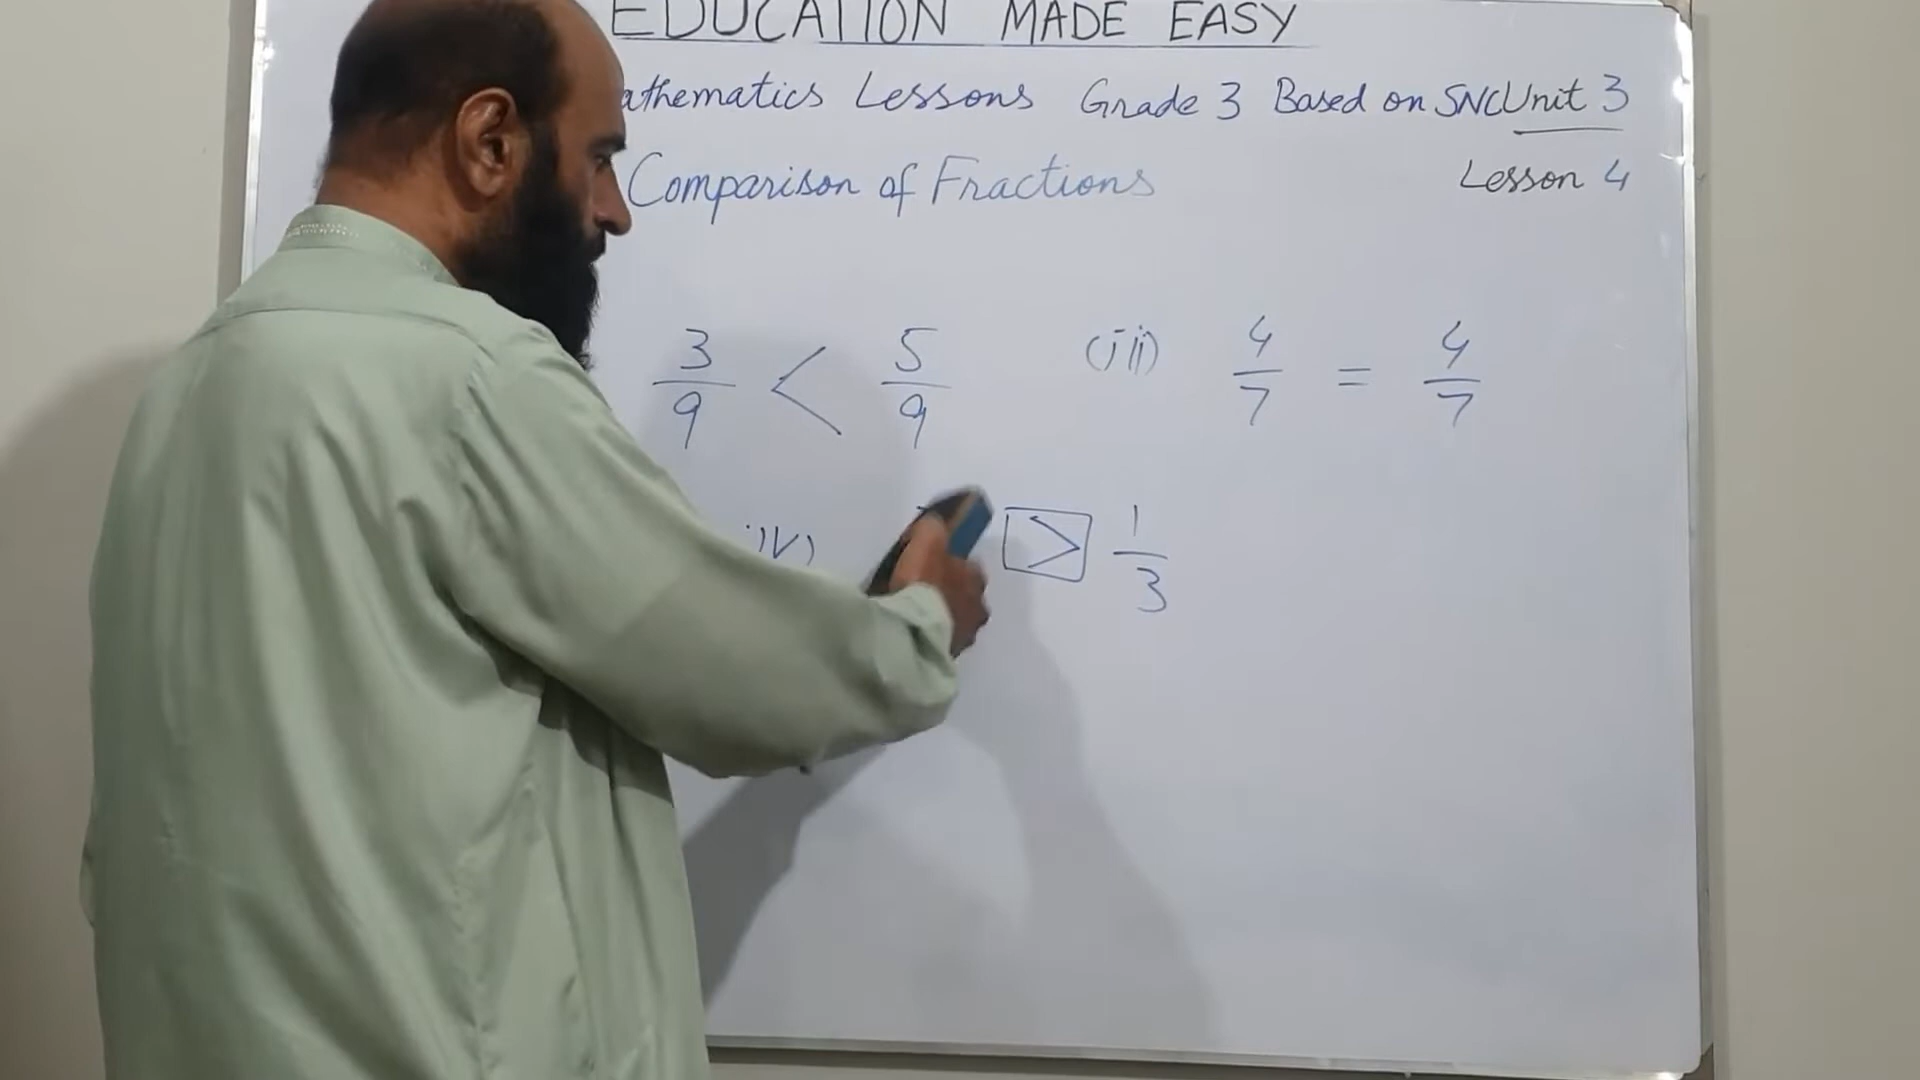 EDUCATION MADE EASY
athematics Lessons Grade 3 Based on SNC Unit 3
Comparison of Fractions Lesson 4
3/9 < 5/9 (iii) 4/7 = 4/7
iv) > 1/3